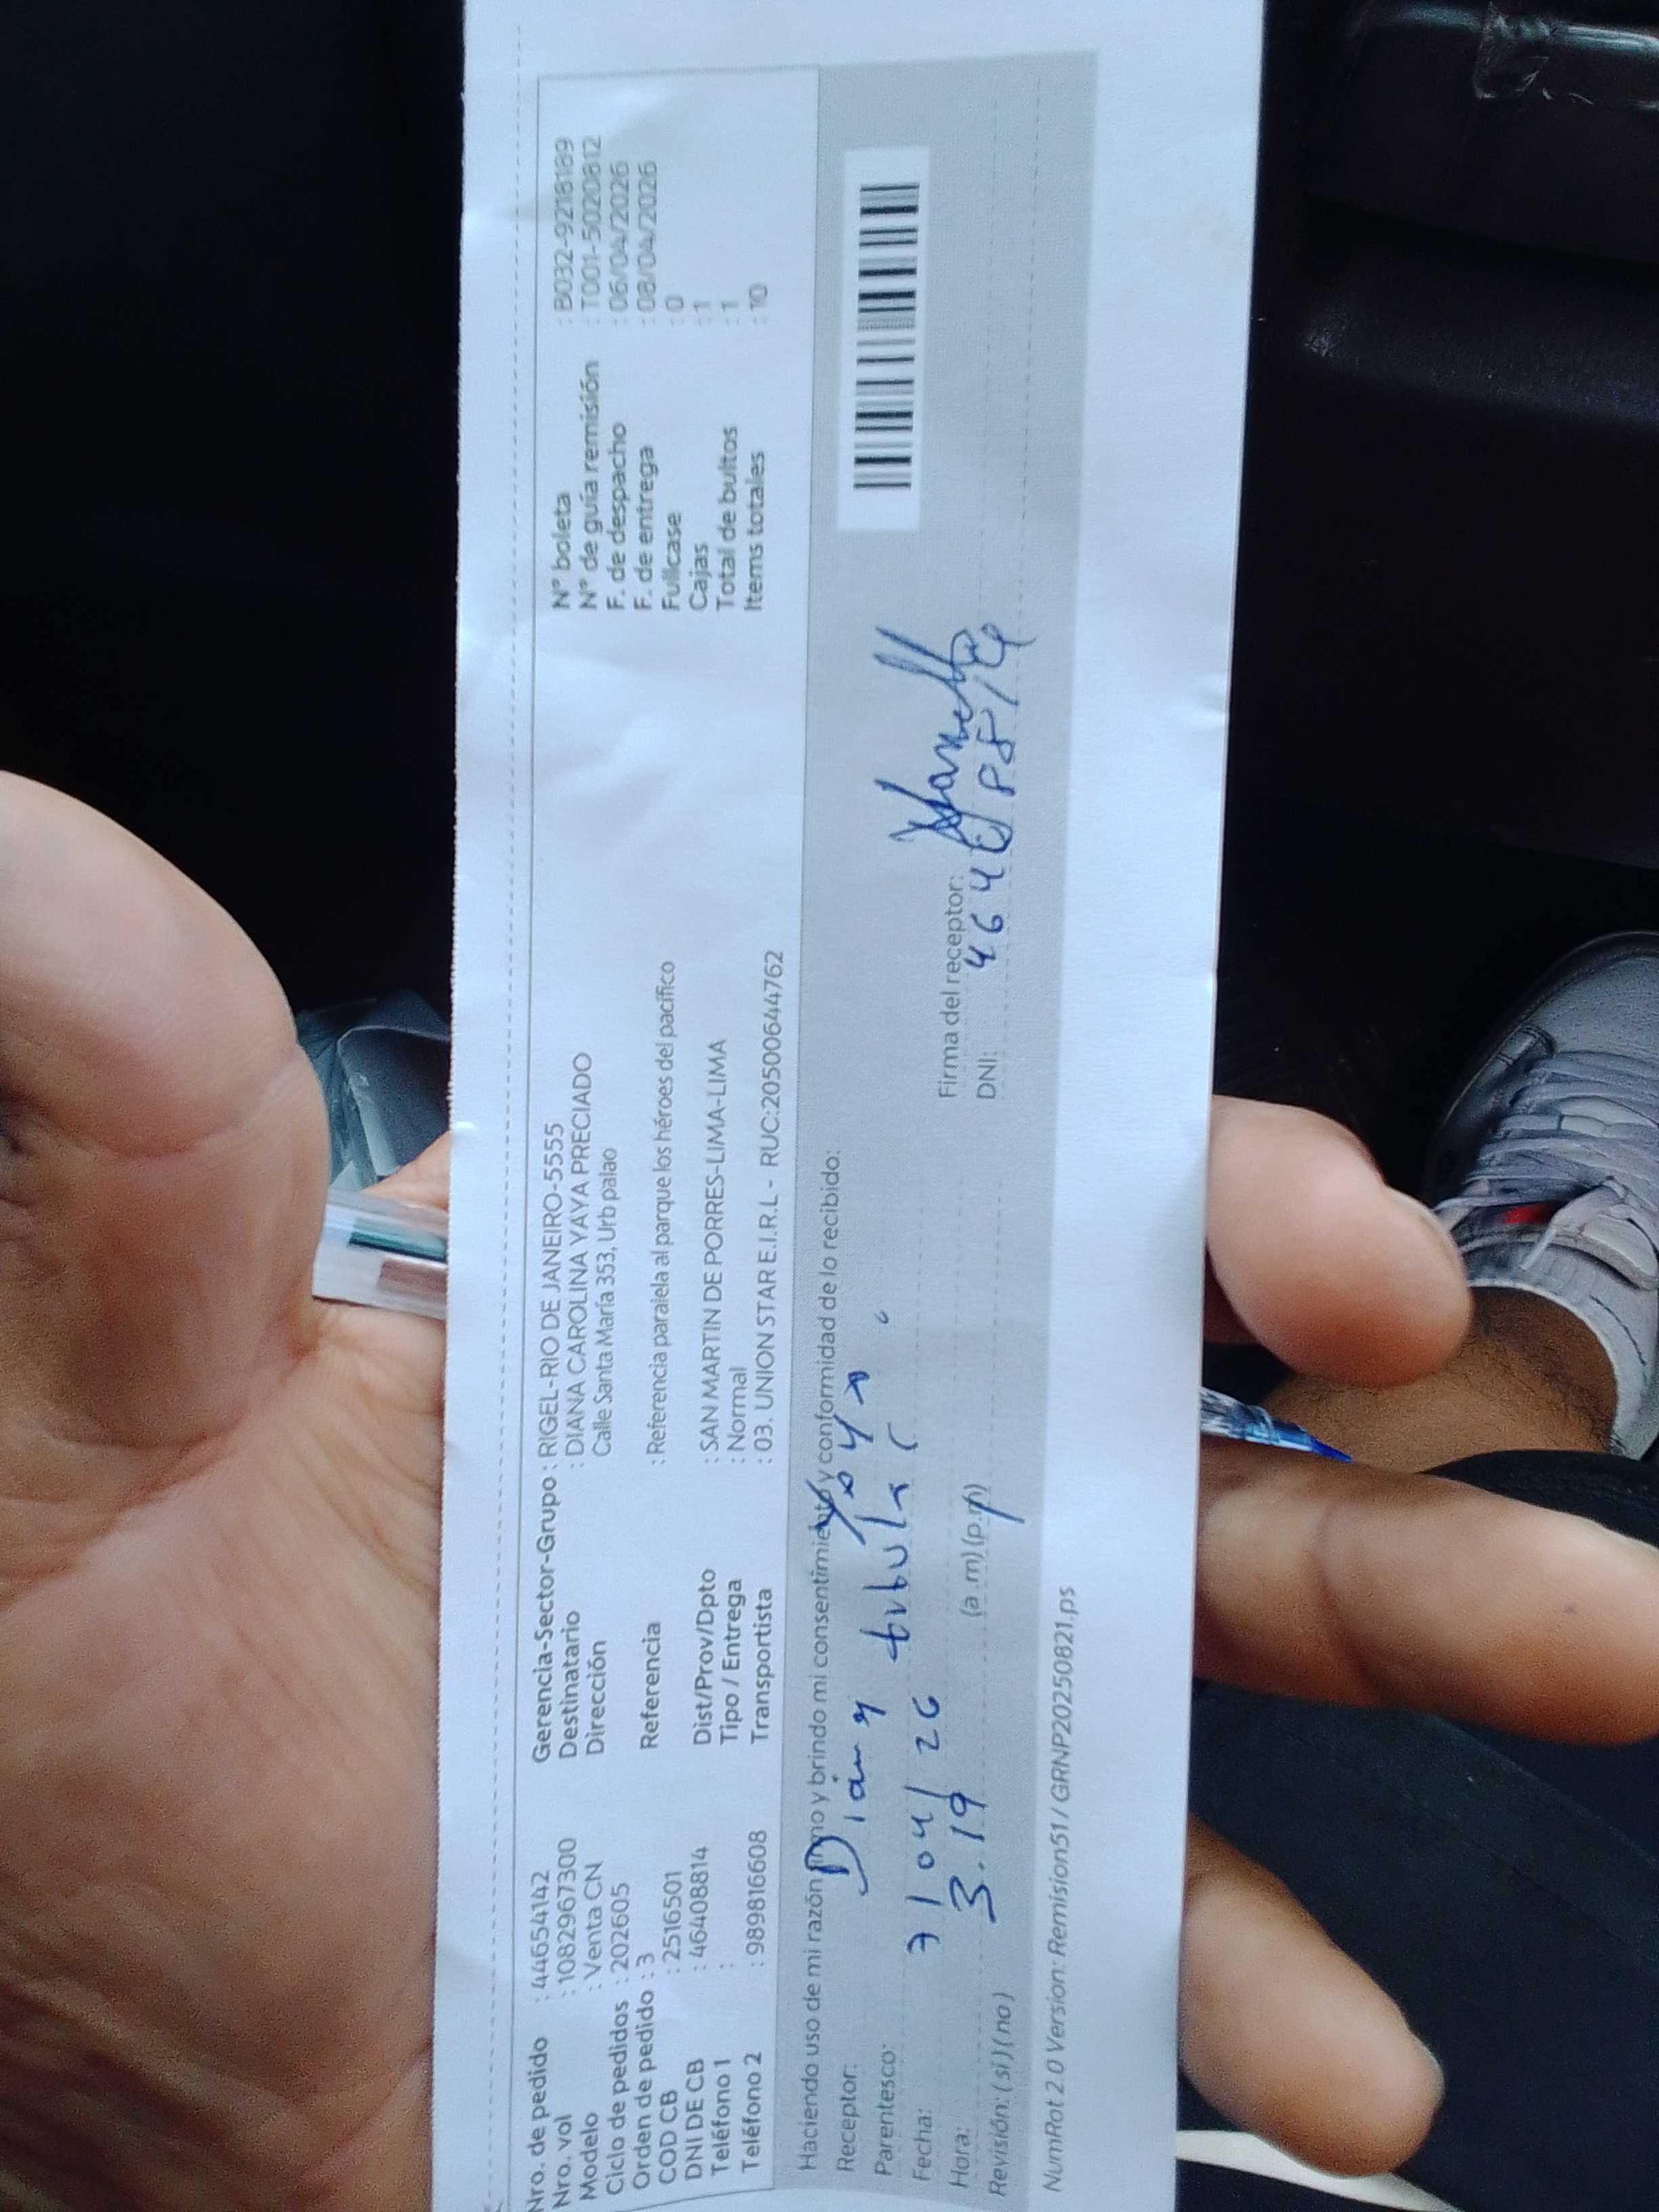 Nro. de pedido : 44654142
Nro. vol : 1082967300
Modelo : Venta CN
Ciclo de pedidos : 202605
Orden de pedido : 3
COD CB : 2516501
DNI DE CB : 46408814
Teléfono 1 :
Teléfono 2 : 989816608
Gerencia-Sector-Grupo : RIGEL-RIO DE JANEIRO-5555
Destinatario : DIANA CAROLINA YAYA PRECIADO
Dirección Calle Santa María 353, Urb palao
Referencia : Referencia paralela al parque los héroes del pacífico
Dist/Prov/Dpto : SAN MARTIN DE PORRES-LIMA-LIMA
Tipo / Entrega : Normal
Transportista : 03. UNION STAR E.I.R.L - RUC:20500644762
N° boleta : B032-9218189
N° de guía remisión : T001-50208812
F. de despacho : 06/04/2026
F. de entrega : 08/04/2026
Fullcase : 0
Cajas : 1
Total de bultos : 1
Items totales : 10
Haciendo uso de mi razón firmo y brindo mi consentimiento y conformidad de lo recibido:
Receptor: Yaya
Parentesco:
Fecha: 7/04/26
Hora: 3.19 (a.m) (p.m)
Revisión: (si) (no)
Firma del receptor:
DNI:
NumRot 2.0 Version: Remision51 / GRNP20250821.ps